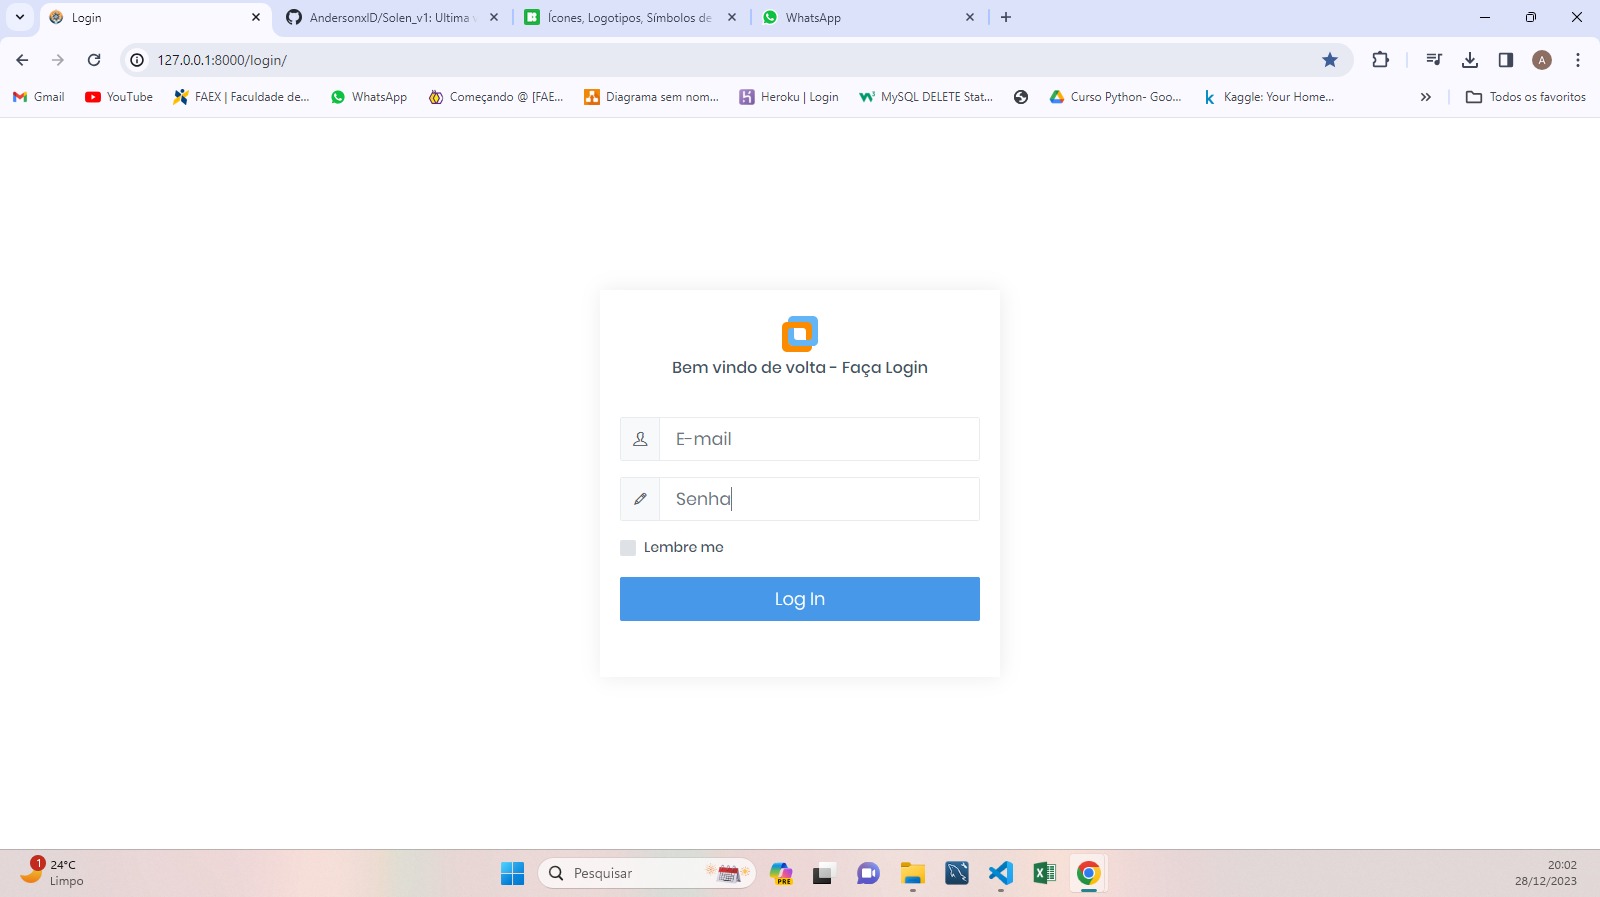 Login
AndersonxlD/Solen_v1: Ultima v
Ícones, Logotipos, Símbolos de
WhatsApp
127.0.0.1:8000/login/
A
Gmail
YouTube
FAEX | Faculdade de...
WhatsApp
Começando @ [FAE...
Diagrama sem nom...
Heroku | Login
MySQL DELETE Stat...
Curso Python- Goo...
Kaggle: Your Home...
Todos os favoritos
Bem vindo de volta - Faça Login
E-mail
Senha
Lembre me
Log In
1
24°C
Limpo
Pesquisar
PRE
20:02
28/12/2023